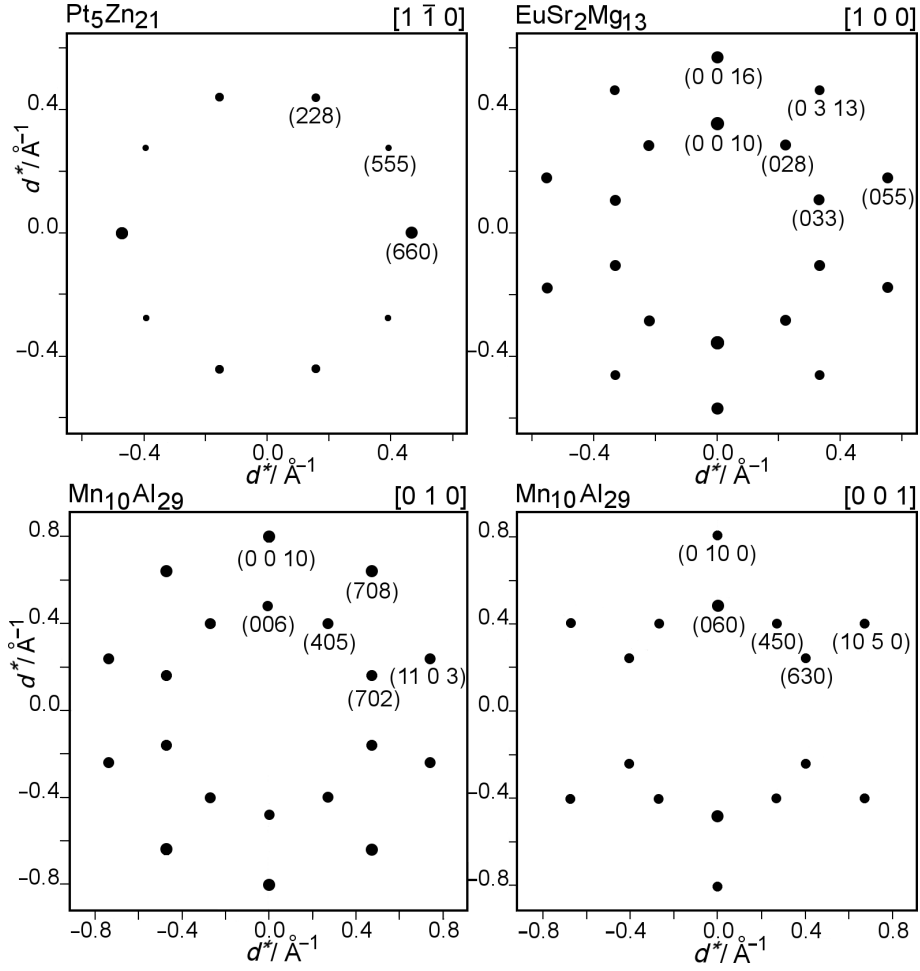 Pt5Zn21 [1 1̄ 0]
0.4
(228)
(555)
d*/ Å–1
0.0
(660)
–0.4
–0.4 0.0 0.4
d*/ Å–1
EuSr2Mg13 [1 0 0]
(0 0 16)
(0 3 13)
(0 0 10)
(028)
(055)
(033)
–0.4
–0.4 0.0 0.4
d*/ Å–1
Mn10Al29 [0 1 0]
0.8
(0 0 10)
(708)
0.4
(006)
(405)
d*/ Å–1
(11 0 3)
(702)
0.0
–0.4
–0.8
–0.8 –0.4 0.0 0.4 0.8
d*/ Å–1
Mn10Al29 [0 0 1]
0.8
(0 10 0)
0.4
(060)
(450)
(10 5 0)
(630)
0.0
–0.4
–0.8
–0.8 –0.4 0.0 0.4 0.8
d*/ Å–1